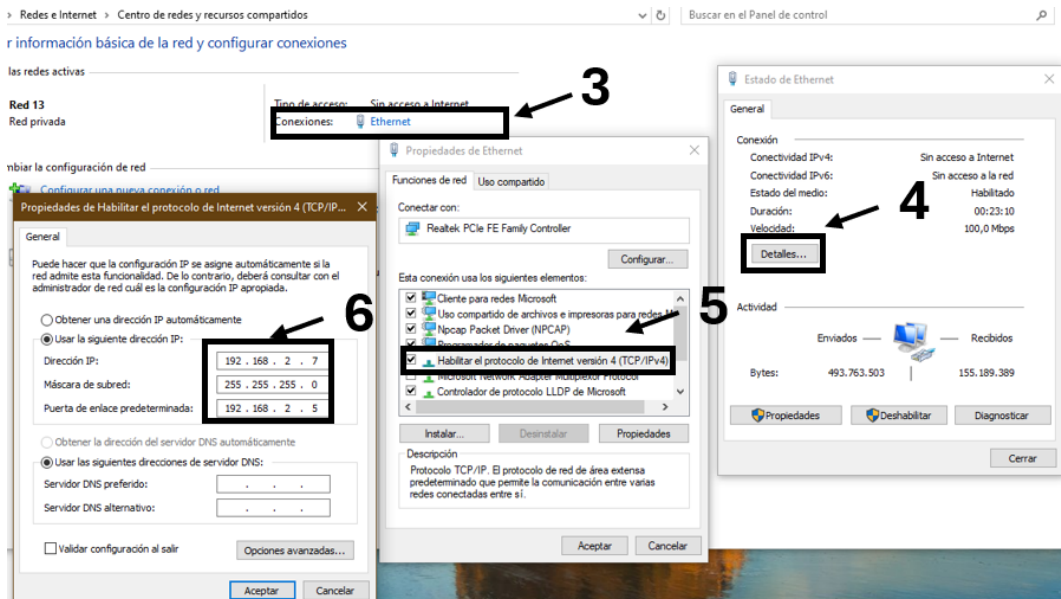 › Redes e Internet › Centro de redes y recursos compartidos
Buscar en el Panel de control
r información básica de la red y configurar conexiones
las redes activas
Red 13
Red privada
Tipo de acceso: Sin acceso a Internet
Conexiones: Ethernet
3
mbiar la configuración de red
Configurar una nueva conexión o red
Propiedades de Habilitar el protocolo de Internet versión 4 (TCP/IP...
General
Puede hacer que la configuración IP se asigne automáticamente si la
red admite esta funcionalidad. De lo contrario, deberá consultar con el
administrador de red cuál es la configuración IP apropiada.
Obtener una dirección IP automáticamente
Usar la siguiente dirección IP:
Dirección IP: 192 . 168 . 2 . 7
Máscara de subred: 255 . 255 . 255 . 0
Puerta de enlace predeterminada: 192 . 168 . 2 . 5
6
Obtener la dirección del servidor DNS automáticamente
Usar las siguientes direcciones de servidor DNS:
Servidor DNS preferido: . . .
Servidor DNS alternativo: . . .
Validar configuración al salir
Opciones avanzadas...
Aceptar Cancelar
Propiedades de Ethernet
Funciones de red Uso compartido
Conectar con:
Realtek PCIe FE Family Controller
Configurar...
Esta conexión usa los siguientes elementos:
Cliente para redes Microsoft
Uso compartido de archivos e impresoras para redes M
Npcap Packet Driver (NPCAP)
Programador de paquetes QoS
Habilitar el protocolo de Internet versión 4 (TCP/IPv4)
Microsoft Network Adapter Multiplexor Protocol
Controlador de protocolo LLDP de Microsoft
5
Instalar... Desinstalar Propiedades
Descripción
Protocolo TCP/IP. El protocolo de red de área extensa
predeterminado que permite la comunicación entre varias
redes conectadas entre sí.
Aceptar Cancelar
Estado de Ethernet
General
Conexión
Conectividad IPv4: Sin acceso a Internet
Conectividad IPv6: Sin acceso a la red
Estado del medio: Habilitado
Duración: 00:23:10
Velocidad: 100,0 Mbps
4
Detalles...
Actividad
Enviados — Recibidos
Bytes: 493.763.503 155.189.389
Propiedades Deshabilitar Diagnosticar
Cerrar